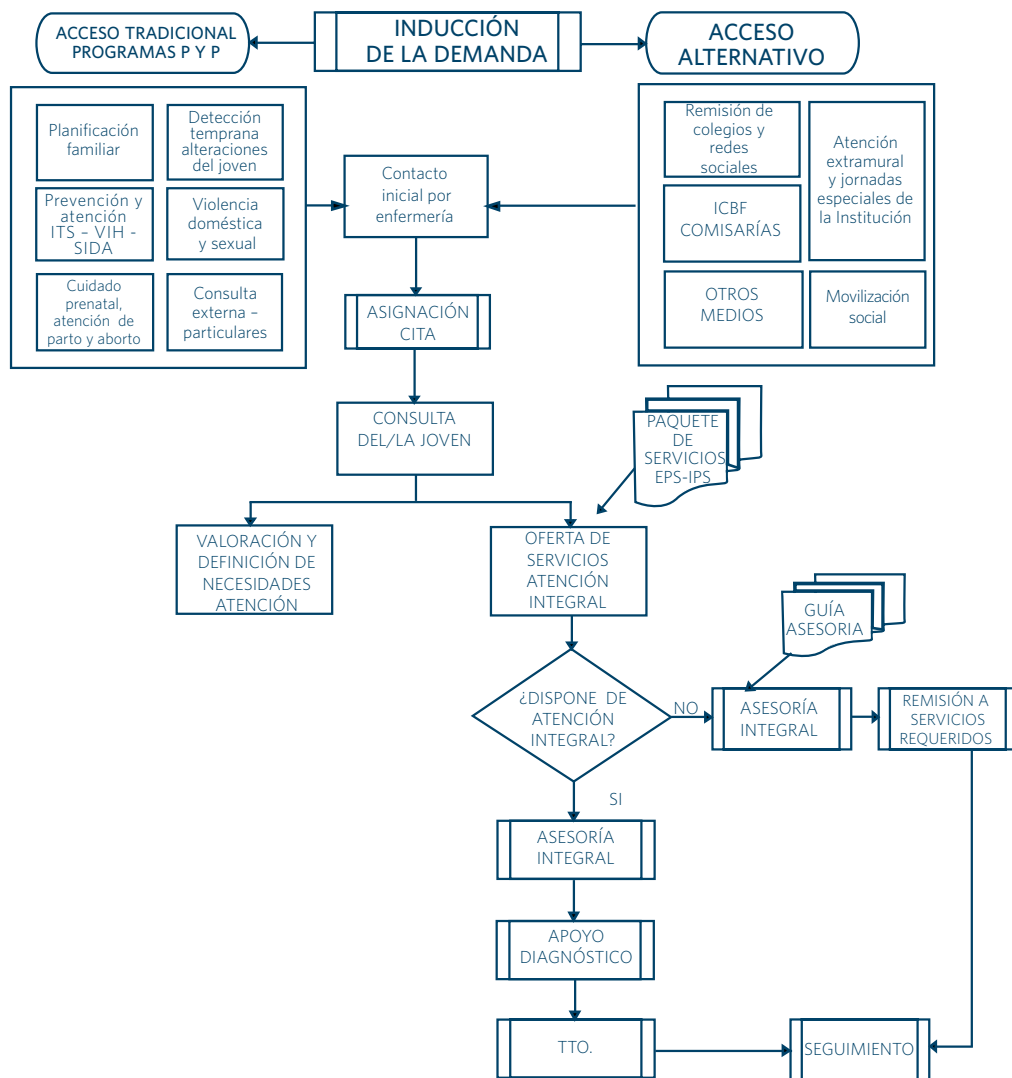 ACCESO TRADICIONAL
PROGRAMAS P Y P
INDUCCIÓN
DE LA DEMANDA
ACCESO
ALTERNATIVO
Planificación
familiar
Detección
temprana
alteraciones
del joven
Prevención y
atención
ITS – VIH -
SIDA
Violencia
doméstica
y sexual
Cuidado
prenatal,
atención de
parto y aborto
Consulta
externa –
particulares
Contacto
inicial por
enfermería
Remisión de
colegios y
redes
sociales
Atención
extramural
y jornadas
especiales de
la Institución
ICBF
COMISARÍAS
OTROS
MEDIOS
Movilización
social
ASIGNACIÓN
CITA
CONSULTA
DEL/LA JOVEN
PAQUETE
DE
SERVICIOS
EPS-IPS
VALORACIÓN Y
DEFINICIÓN DE
NECESIDADES
ATENCIÓN
OFERTA DE
SERVICIOS
ATENCIÓN
INTEGRAL
GUÍA
ASESORIA
¿DISPONE DE
ATENCIÓN
INTEGRAL?
NO
ASESORÍA
INTEGRAL
REMISIÓN A
SERVICIOS
REQUERIDOS
SI
ASESORÍA
INTEGRAL
APOYO
DIAGNÓSTICO
TTO.
SEGUIMIENTO